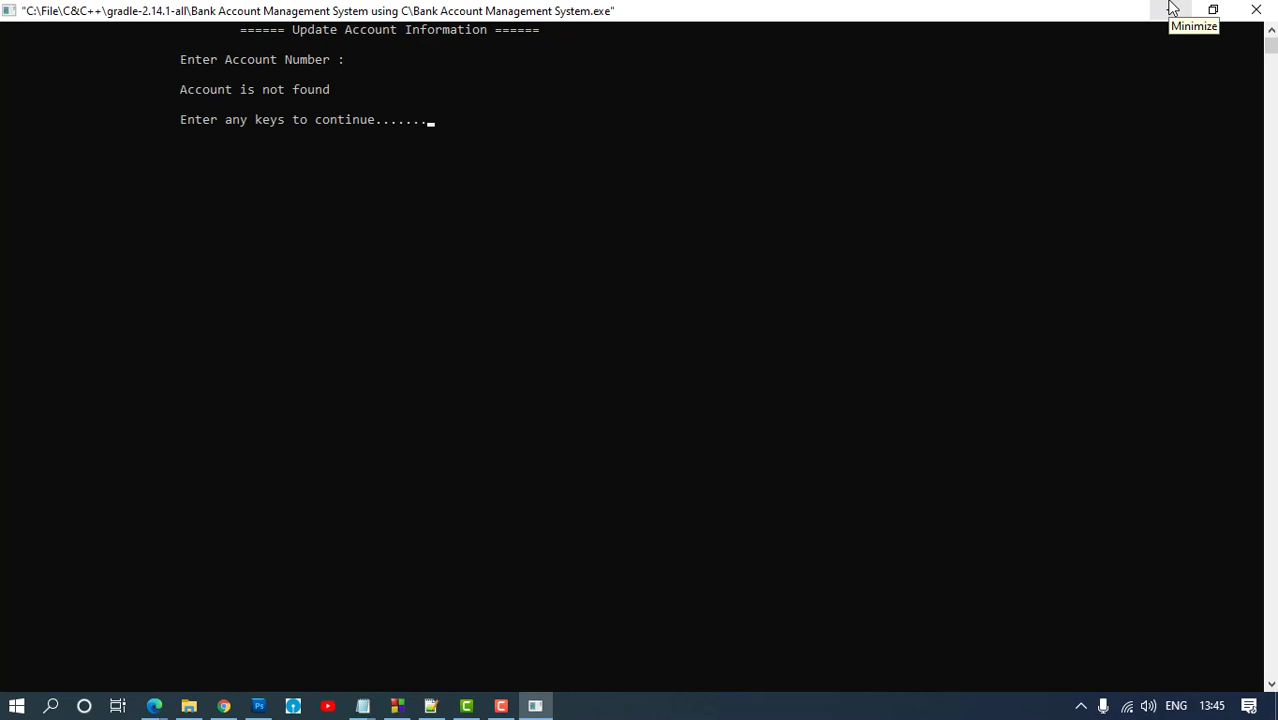 "C:\File\C&C++\gradle-2.14.1-all\Bank Account Management System using C\Bank Account Management System.exe"
Minimize
====== Update Account Information ======
Enter Account Number :
Account is not found
Enter any keys to continue.......
Ps
ENG
13:45